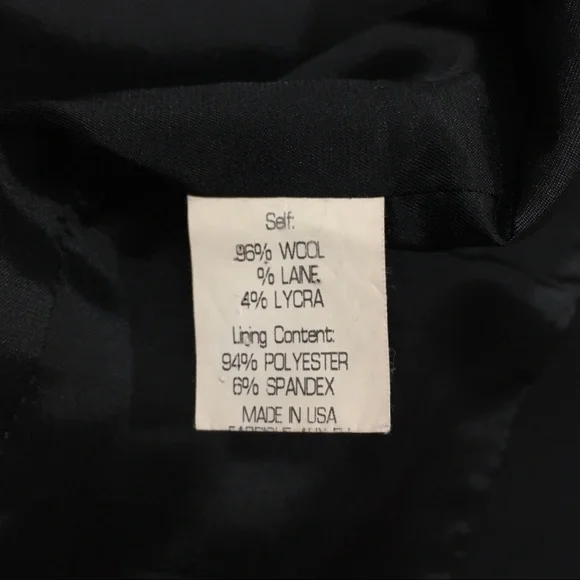 Self:
96% WOOL
% LAINE
4% LYCRA
Lining Content:
94% POLYESTER
6% SPANDEX
MADE IN USA